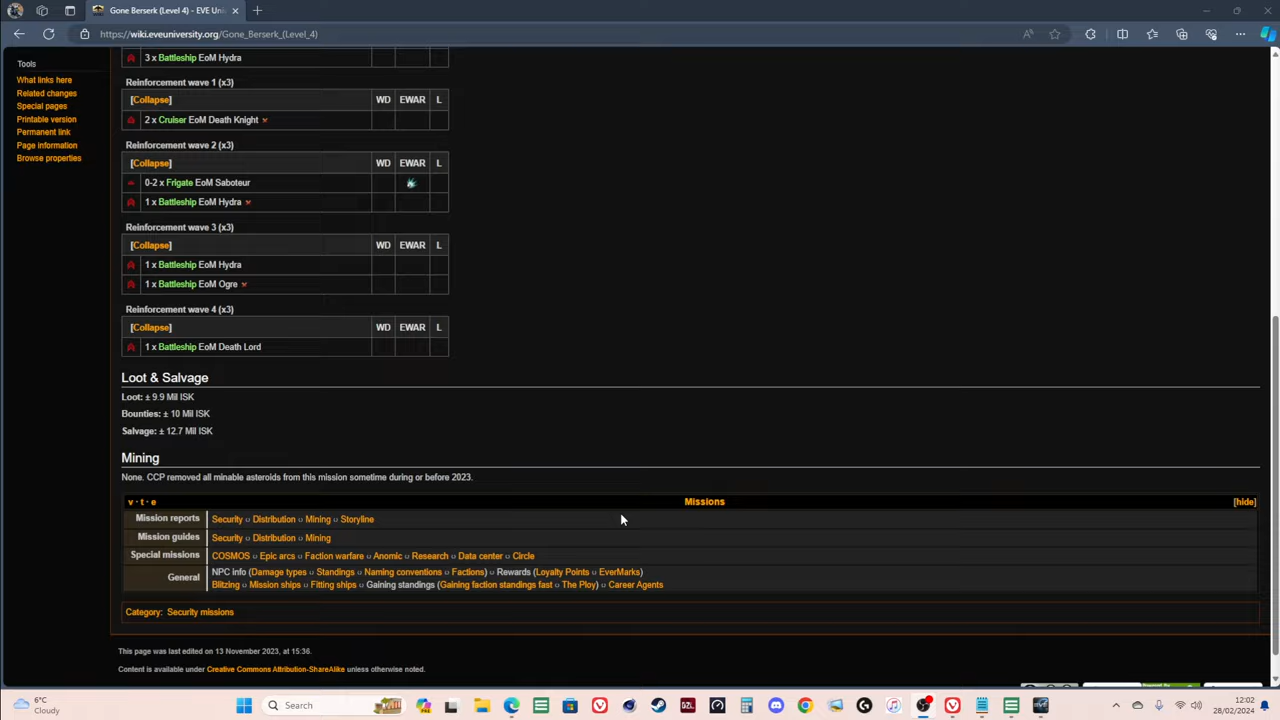 Gone Berserk (Level 4) - EVE Uni
https://wiki.eveuniversity.org/Gone_Berserk_(Level_4)
Tools
What links here
Related changes
Special pages
Printable version
Permanent link
Page information
Browse properties
3 x Battleship EoM Hydra
Reinforcement wave 1 (x3)
[Collapse] WD EWAR L
2 x Cruiser EoM Death Knight
Reinforcement wave 2 (x3)
[Collapse] WD EWAR L
0-2 x Frigate EoM Saboteur
1 x Battleship EoM Hydra
Reinforcement wave 3 (x3)
[Collapse] WD EWAR L
1 x Battleship EoM Hydra
1 x Battleship EoM Ogre
Reinforcement wave 4 (x3)
[Collapse] WD EWAR L
1 x Battleship EoM Death Lord
Loot & Salvage
Loot: ± 9.9 Mil ISK
Bounties: ± 10 Mil ISK
Salvage: ± 12.7 Mil ISK
Mining
None. CCP removed all minable asteroids from this mission sometime during or before 2023.
v · t · e Missions [hide]
Mission reports Security Distribution Mining Storyline
Mission guides Security Distribution Mining
Special missions COSMOS Epic arcs Faction warfare Anomic Research Data center Circle
General NPC info (Damage types Standings Naming conventions Factions) Rewards (Loyalty Points EverMarks)
Blitzing Mission ships Fitting ships Gaining standings (Gaining faction standings fast The Ploy) Career Agents
Category: Security missions
This page was last edited on 13 November 2023, at 15:36.
Content is available under Creative Commons Attribution-ShareAlike unless otherwise noted.
6°C
Cloudy
Search
12:02
28/02/2024